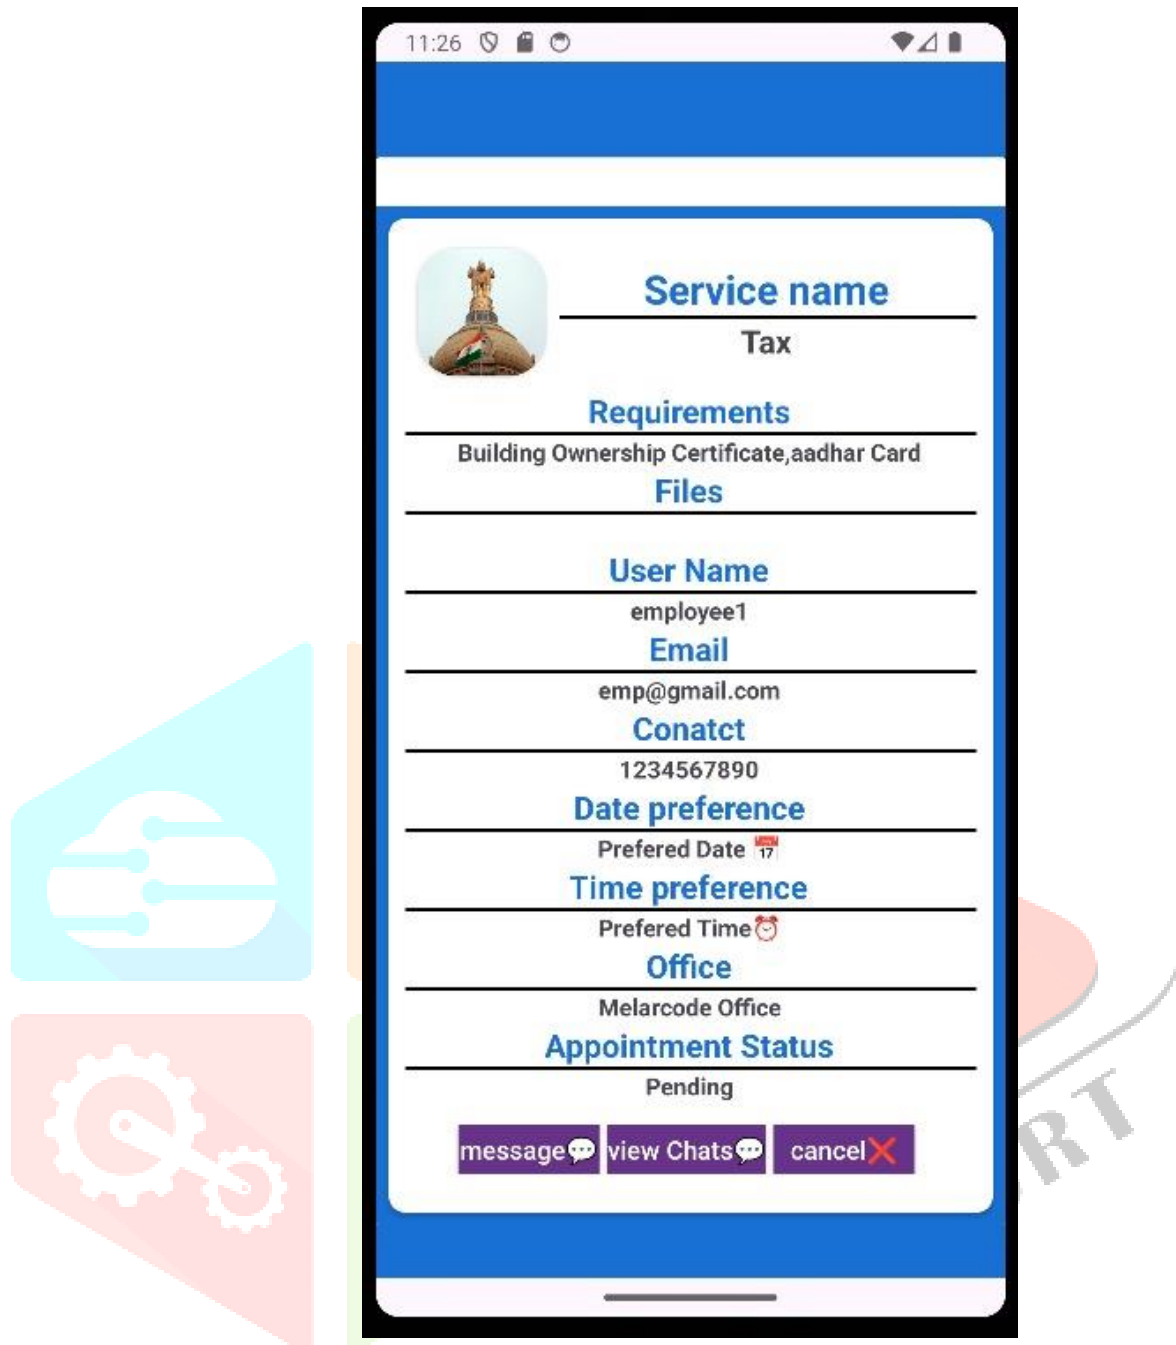 11:26
Service name
Tax
Requirements
Building Ownership Certificate,aadhar Card
Files
User Name
employee1
Email
emp@gmail.com
Conatct
1234567890
Date preference
Prefered Date 📅
Time preference
Prefered Time⏰
Office
Melarcode Office
Appointment Status
Pending
message💬 view Chats💬 cancel❌